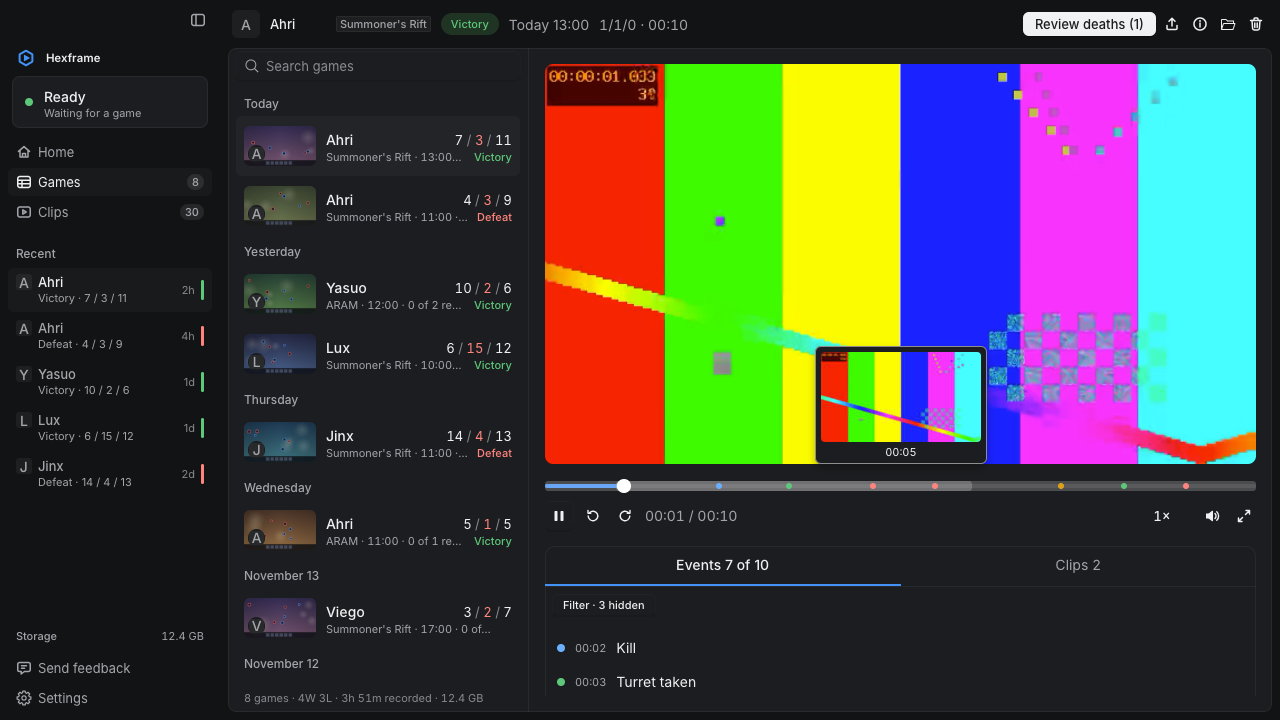 A Ahri Summoner's Rift Victory Today 13:00 1/1/0 · 00:10 Review deaths (1)
Hexframe
Ready
Waiting for a game
Home
Games 8
Clips 30
Recent
A Ahri 2h
Victory · 7 / 3 / 11
A Ahri 4h
Defeat · 4 / 3 / 9
Y Yasuo 1d
Victory · 10 / 2 / 6
L Lux 1d
Victory · 6 / 15 / 12
J Jinx 2d
Defeat · 14 / 4 / 13
Storage 12.4 GB
Send feedback
Settings
Search games
Today
A Ahri 7 / 3 / 11
Summoner's Rift · 13:00... Victory
A Ahri 4 / 3 / 9
Summoner's Rift · 11:00 ·... Defeat
Yesterday
Y Yasuo 10 / 2 / 6
ARAM · 12:00 · 0 of 2 re... Victory
L Lux 6 / 15 / 12
Summoner's Rift · 10:00... Victory
Thursday
J Jinx 14 / 4 / 13
Summoner's Rift · 11:00 ·... Defeat
Wednesday
A Ahri 5 / 1 / 5
ARAM · 11:00 · 0 of 1 re... Victory
November 13
V Viego 3 / 2 / 7
Summoner's Rift · 17:00 · 0 of...
November 12
8 games · 4W 3L · 3h 51m recorded · 12.4 GB
00:05
00:01 / 00:10 1×
Events 7 of 10 Clips 2
Filter · 3 hidden
00:02 Kill
00:03 Turret taken